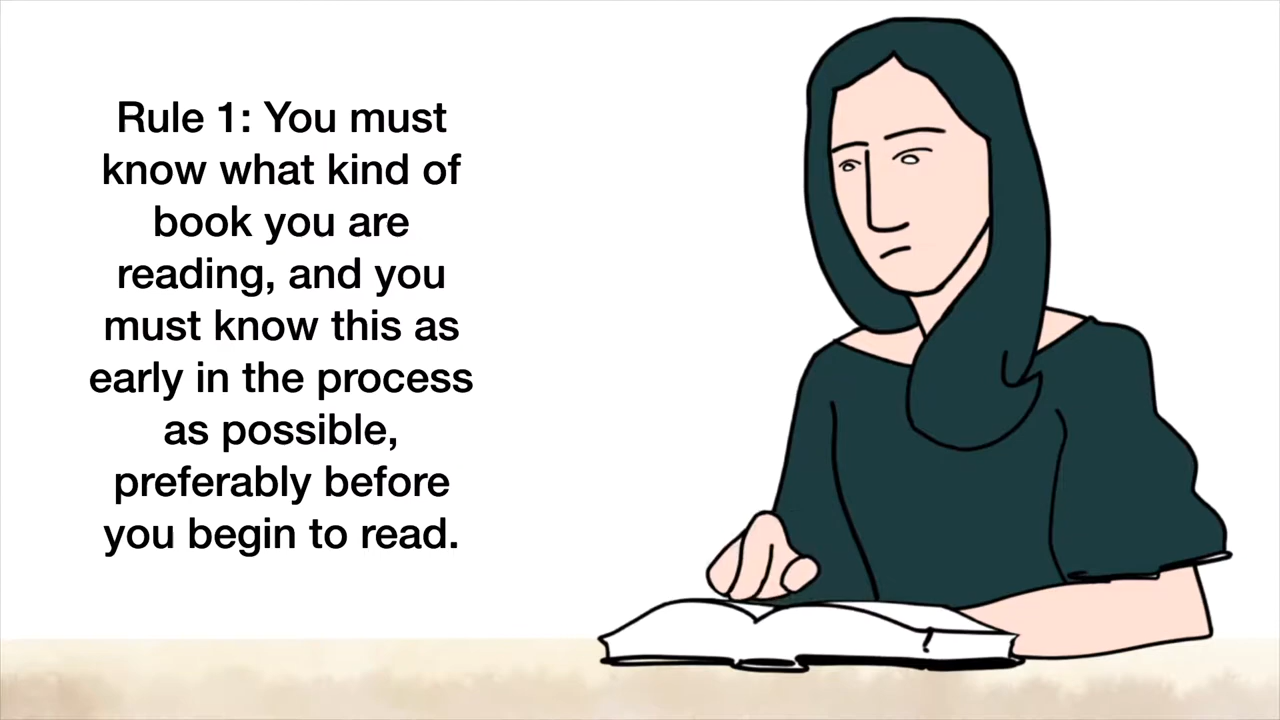 Rule 1: You must
know what kind of
book you are
reading, and you
must know this as
early in the process
as possible,
preferably before
you begin to read.